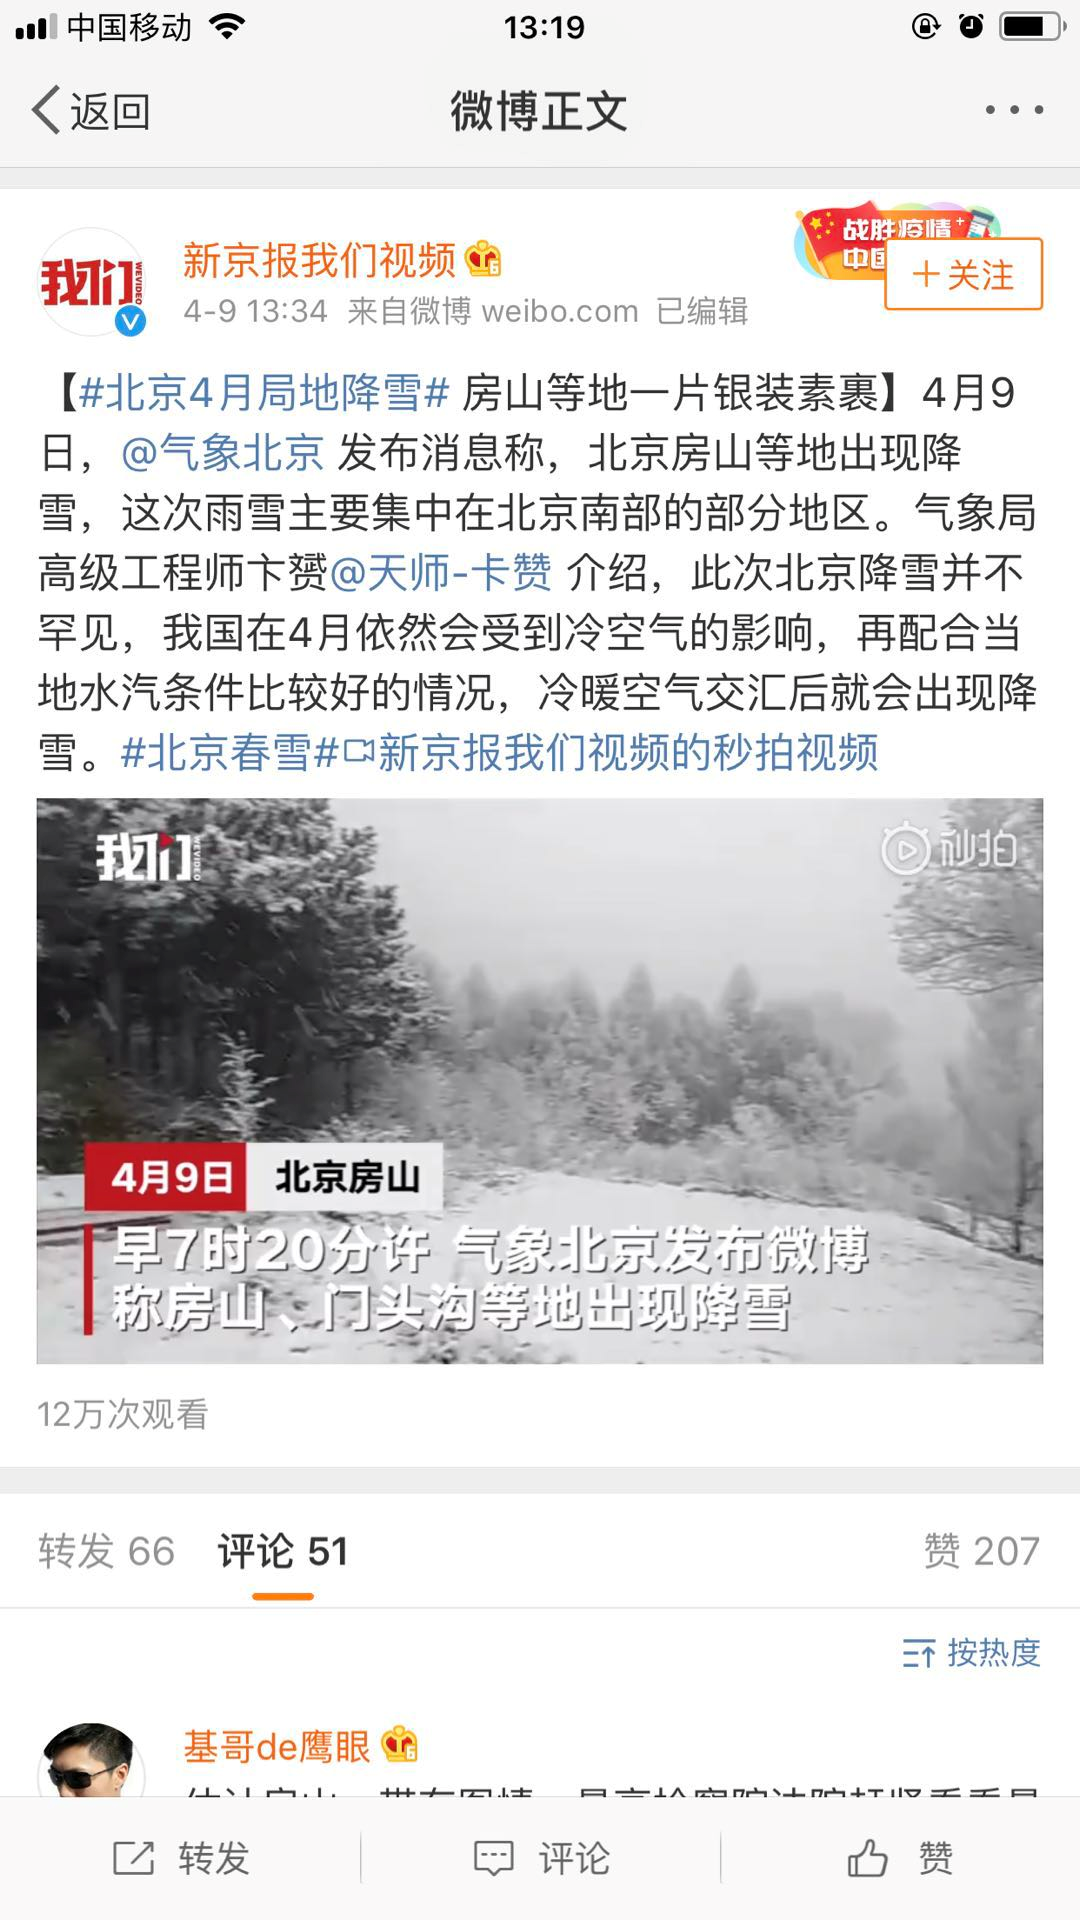 中国移动
13:19
返回
微博正文
我们
WEVIDEO
新京报我们视频
4-9 13:34 来自微博 weibo.com 已编辑
战胜疫情
中国
+关注
【#北京4月局地降雪# 房山等地一片银装素裹】4月9
日，@气象北京 发布消息称，北京房山等地出现降
雪，这次雨雪主要集中在北京南部的部分地区。气象局
高级工程师卞赟@天师-卡赞 介绍，此次北京降雪并不
罕见，我国在4月依然会受到冷空气的影响，再配合当
地水汽条件比较好的情况，冷暖空气交汇后就会出现降
雪。#北京春雪#新京报我们视频的秒拍视频
我们
WEVIDEO
秒拍
4月9日 北京房山
早7时20分许 气象北京发布微博
称房山、门头沟等地出现降雪
12万次观看
转发 66 评论 51 赞 207
按热度
基哥de鹰眼
转发 评论 赞